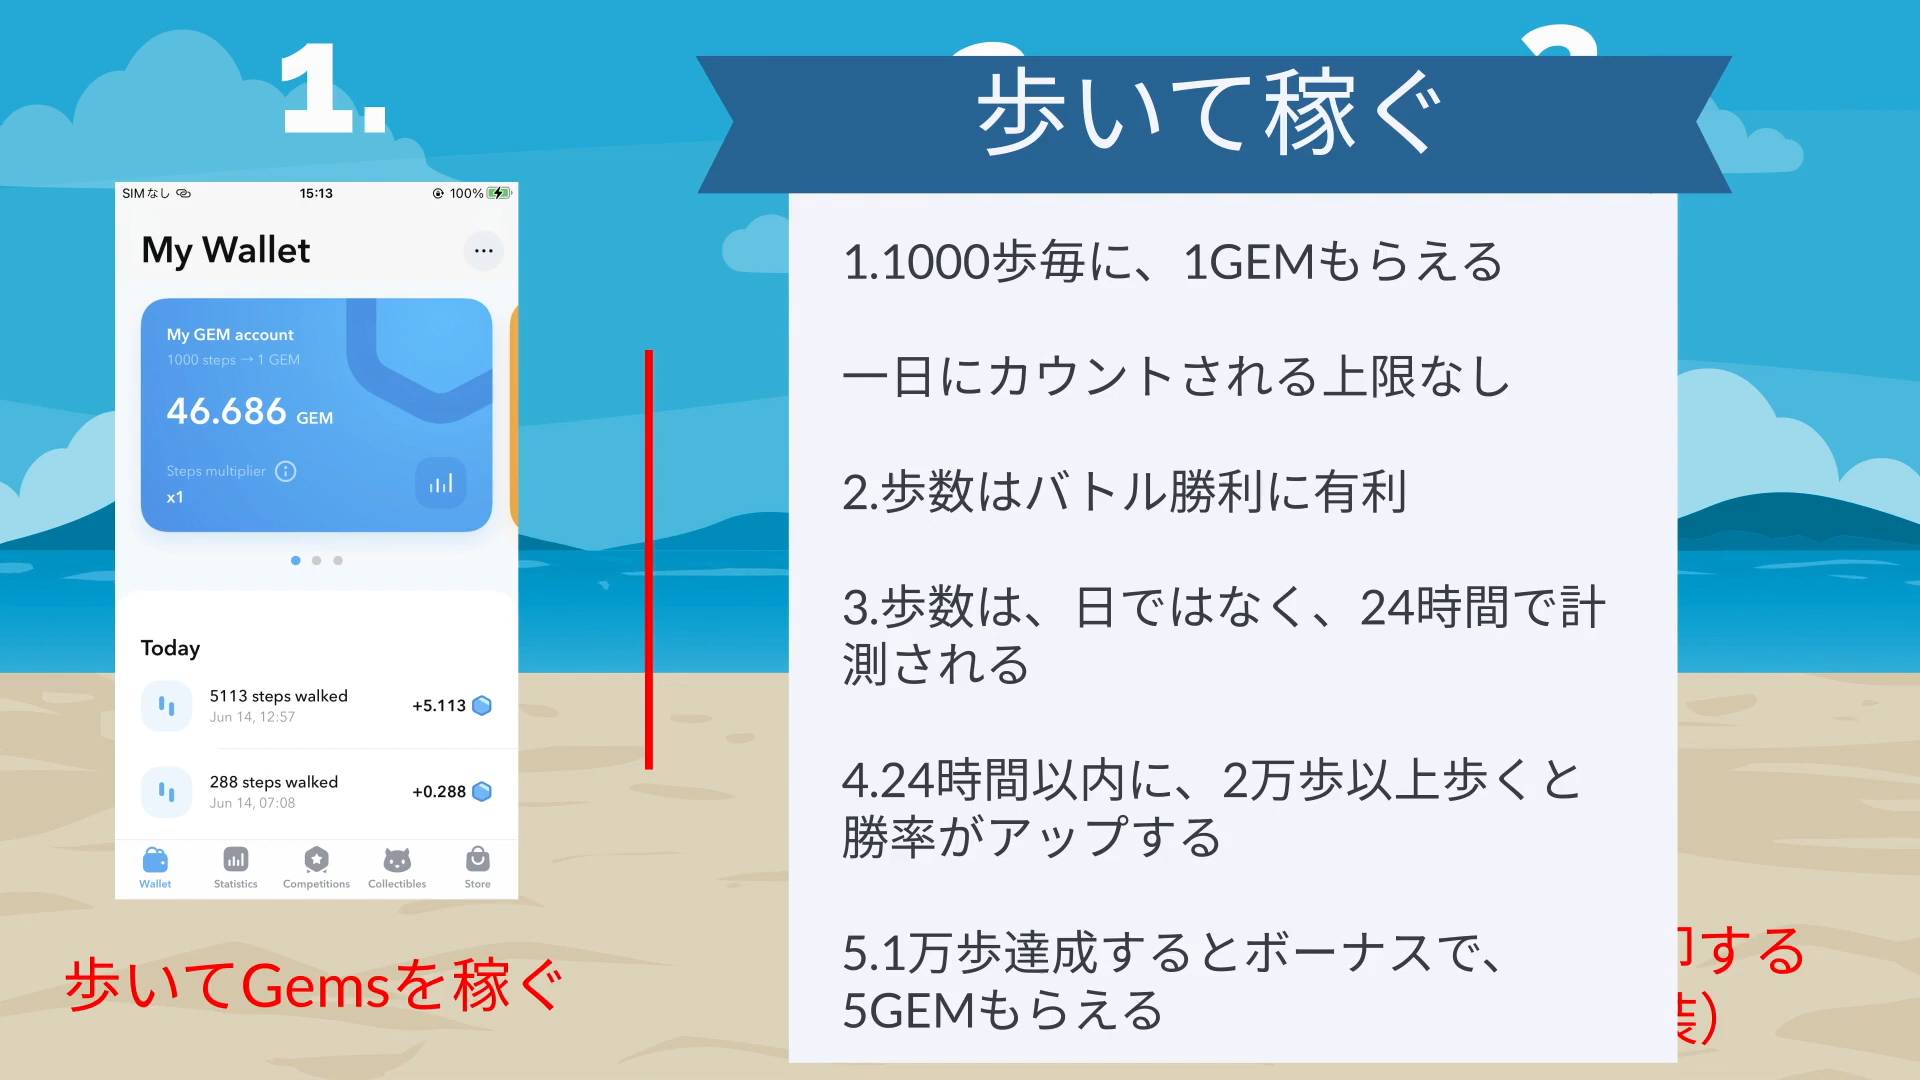 1.
SIMなし
15:13
100%
My Wallet
My GEM account
1000 steps → 1 GEM
46.686 GEM
Steps multiplier
x1
Today
5113 steps walked
Jun 14, 12:57
+5.113
288 steps walked
Jun 14, 07:08
+0.288
Wallet
Statistics
Competitions
Collectibles
Store
歩いてGemsを稼ぐ
歩いて稼ぐ
1.1000歩毎に、1GEMもらえる
一日にカウントされる上限なし
2.歩数はバトル勝利に有利
3.歩数は、日ではなく、24時間で計
測される
4.24時間以内に、2万歩以上歩くと
勝率がアップする
5.1万歩達成するとボーナスで、
5GEMもらえる
する
)